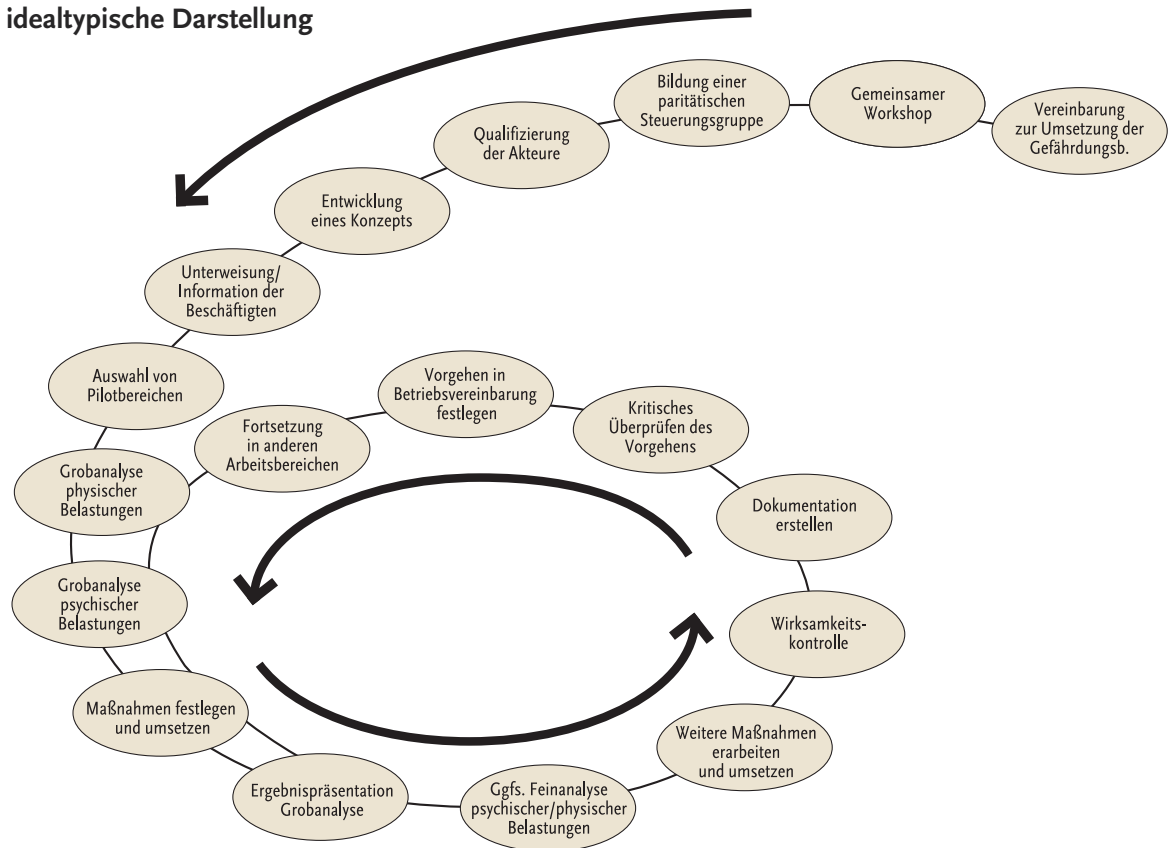 idealtypische Darstellung
Vereinbarung
zur Umsetzung der
Gefährdungsb.
Gemeinsamer
Workshop
Bildung einer
paritätischen
Steuerungsgruppe
Qualifizierung
der Akteure
Entwicklung
eines Konzepts
Unterweisung/
Information der
Beschäftigten
Auswahl von
Pilotbereichen
Grobanalyse
physischer
Belastungen
Grobanalyse
psychischer
Belastungen
Maßnahmen festlegen
und umsetzen
Ergebnispräsentation
Grobanalyse
Ggfs. Feinanalyse
psychischer/physischer
Belastungen
Weitere Maßnahmen
erarbeiten
und umsetzen
Wirksamkeits-
kontrolle
Dokumentation
erstellen
Kritisches
Überprüfen des
Vorgehens
Vorgehen in
Betriebsvereinbarung
festlegen
Fortsetzung
in anderen
Arbeitsbereichen